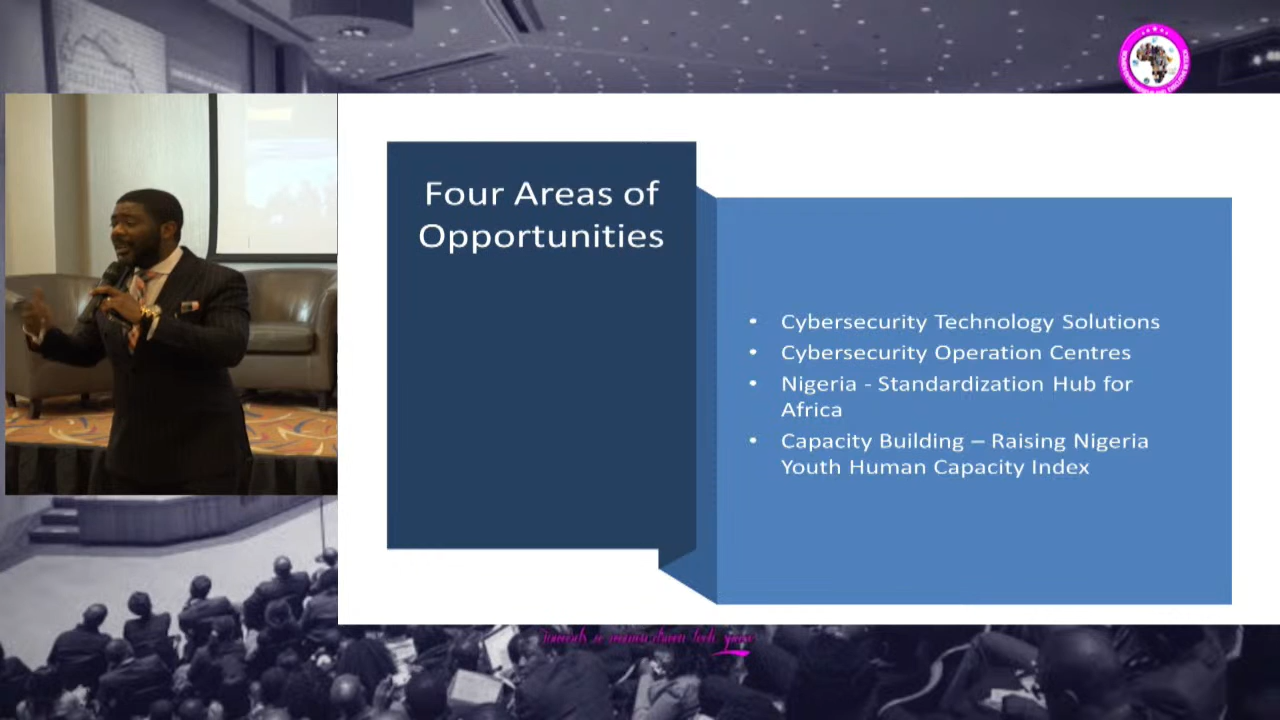 Four Areas of
Opportunities
• Cybersecurity Technology Solutions
• Cybersecurity Operation Centres
• Nigeria - Standardization Hub for
Africa
• Capacity Building – Raising Nigeria
Youth Human Capacity Index